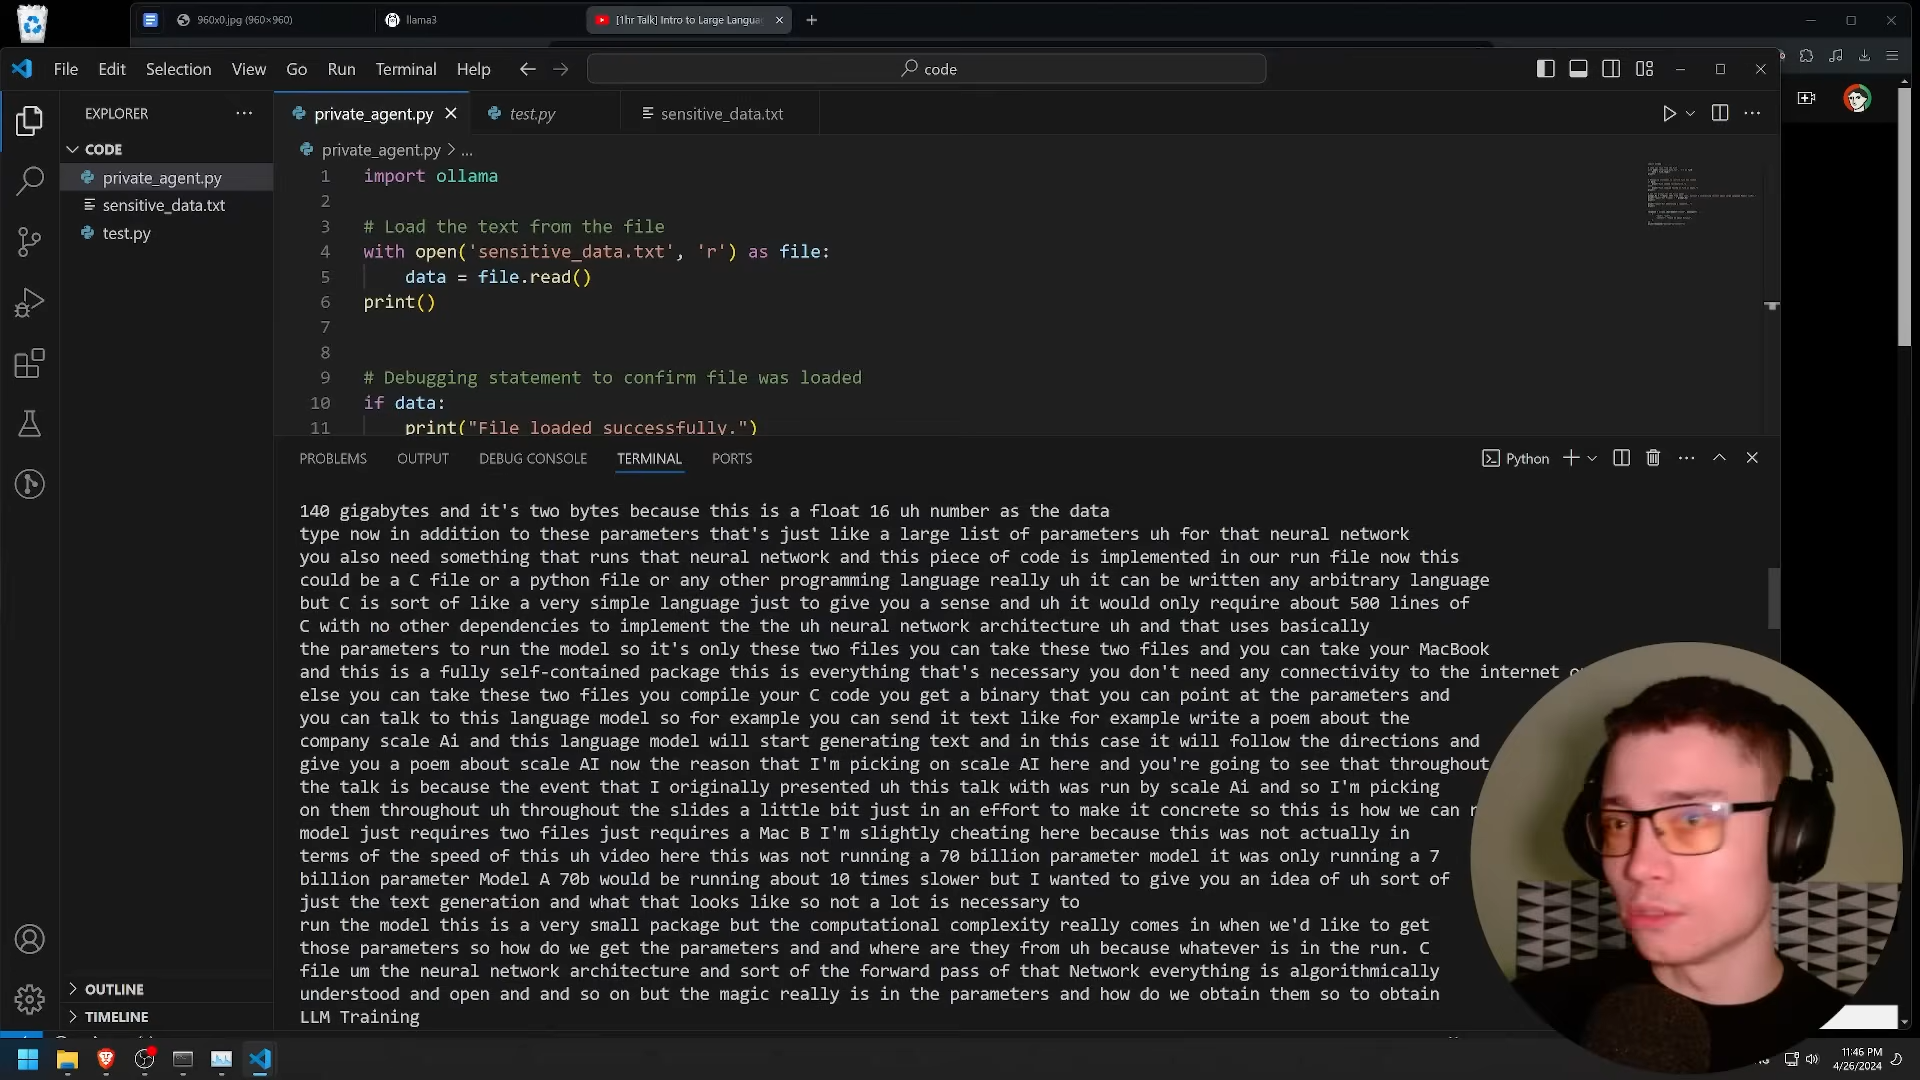 960x0.jpg (960×960)
llama3
[1hr Talk] Intro to Large Langua
File Edit Selection View Go Run Terminal Help
code
EXPLORER
private_agent.py
test.py
sensitive_data.txt
CODE
private_agent.py
sensitive_data.txt
test.py
private_agent.py > ...
1 import ollama
2
3 # Load the text from the file
4 with open('sensitive_data.txt', 'r') as file:
5 data = file.read()
6 print()
7
8
9 # Debugging statement to confirm file was loaded
10 if data:
11 print("File loaded successfully.")
PROBLEMS OUTPUT DEBUG CONSOLE TERMINAL PORTS
Python
140 gigabytes and it's two bytes because this is a float 16 uh number as the data
type now in addition to these parameters that's just like a large list of parameters uh for that neural network
you also need something that runs that neural network and this piece of code is implemented in our run file now this
could be a C file or a python file or any other programming language really uh it can be written any arbitrary language
but C is sort of like a very simple language just to give you a sense and uh it would only require about 500 lines of
C with no other dependencies to implement the the uh neural network architecture uh and that uses basically
the parameters to run the model so it's only these two files you can take these two files and you can take your MacBook
and this is a fully self-contained package this is everything that's necessary you don't need any connectivity to the internet
else you can take these two files you compile your C code you get a binary that you can point at the parameters and
you can talk to this language model so for example you can send it text like for example write a poem about the
company scale Ai and this language model will start generating text and in this case it will follow the directions and
give you a poem about scale AI now the reason that I'm picking on scale AI here and you're going to see that throughout
the talk is because the event that I originally presented uh this talk with was run by scale Ai and so I'm picking
on them throughout uh throughout the slides a little bit just in an effort to make it concrete so this is how we can
model just requires two files just requires a Mac B I'm slightly cheating here because this was not actually in
terms of the speed of this uh video here this was not running a 70 billion parameter model it was only running a 7
billion parameter Model A 70b would be running about 10 times slower but I wanted to give you an idea of uh sort of
just the text generation and what that looks like so not a lot is necessary to
run the model this is a very small package but the computational complexity really comes in when we'd like to get
those parameters so how do we get the parameters and and where are they from uh because whatever is in the run. C
file um the neural network architecture and sort of the forward pass of that Network everything is algorithmically
understood and open and and so on but the magic really is in the parameters and how do we obtain them so to obtain
LLM Training
OUTLINE
TIMELINE
11:46 PM
4/26/2024